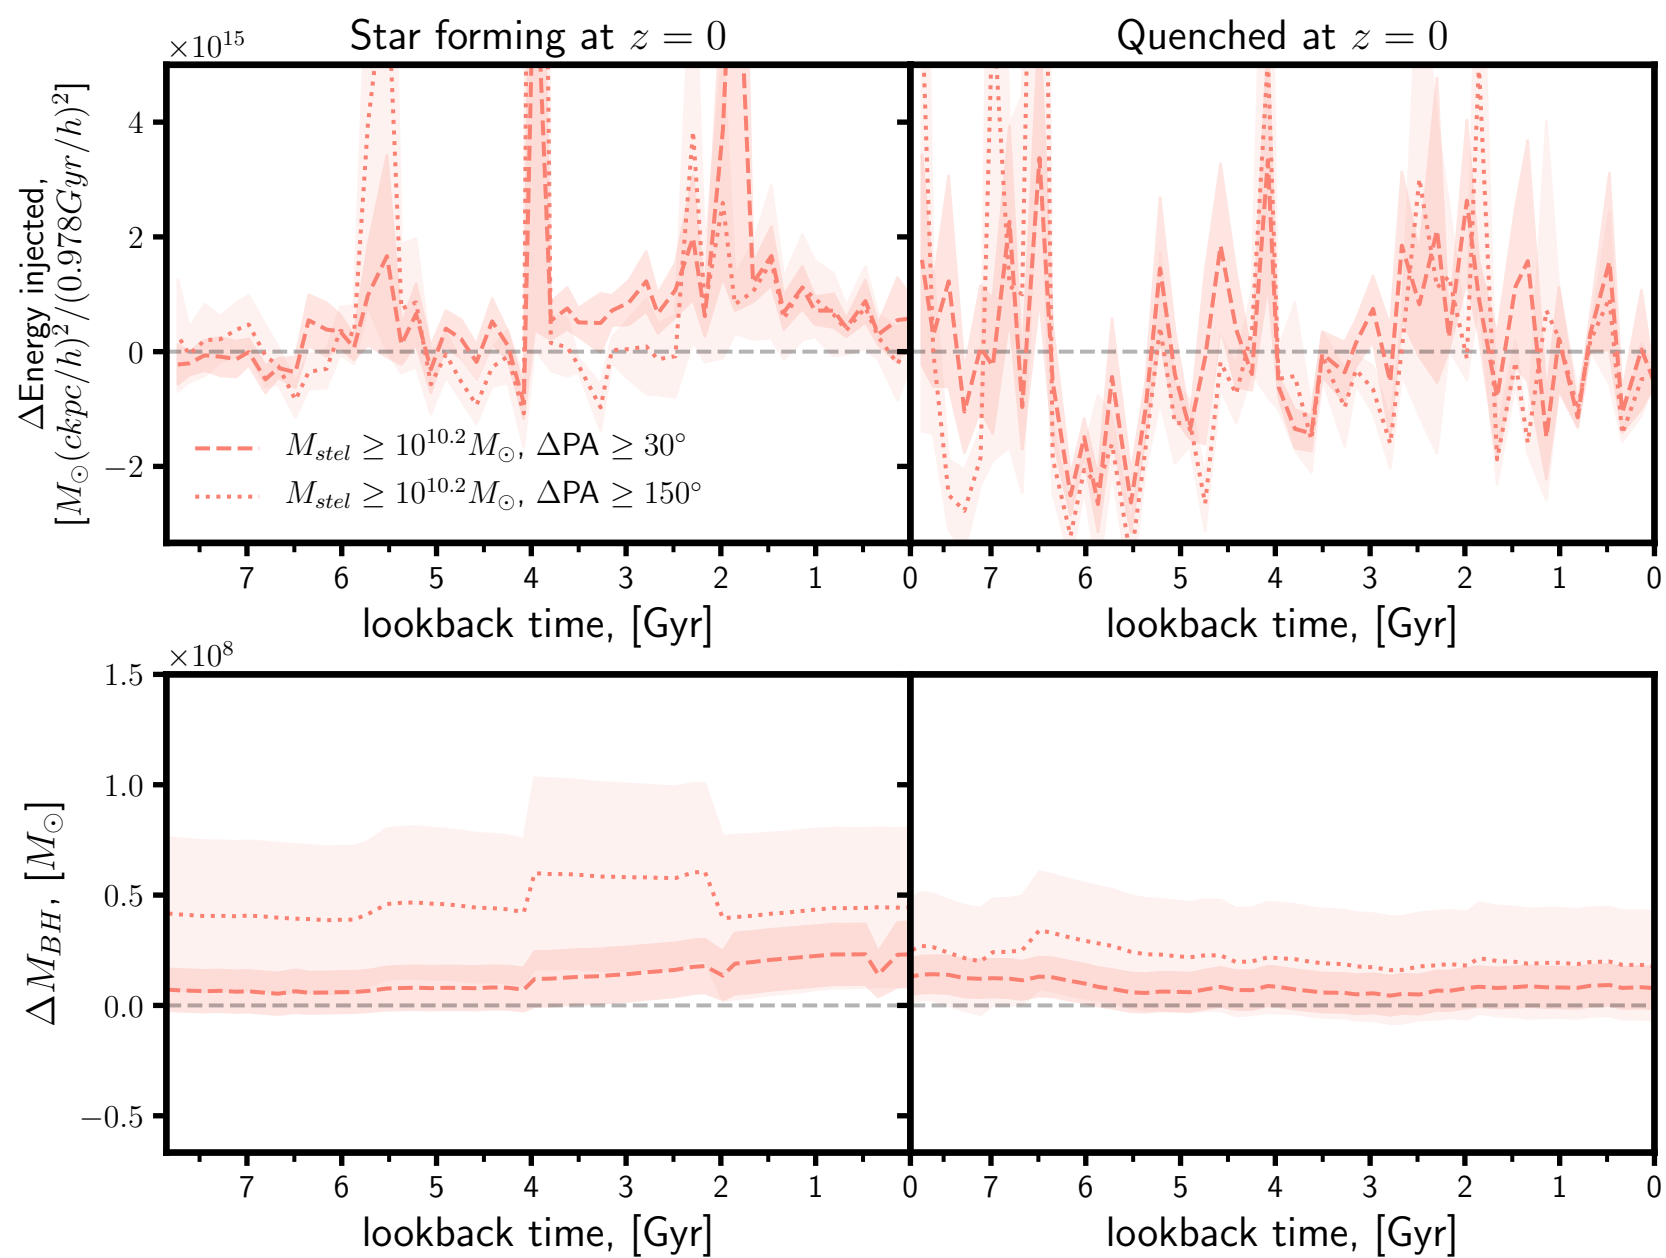 Star forming at z = 0
Quenched at z = 0
×10¹⁵
ΔEnergy injected,
[M⊙(ckpc/h)²/(0.978Gyr/h)²]
4
2
0
−2
M_stel ≥ 10^10.2 M⊙, ΔPA ≥ 30°
M_stel ≥ 10^10.2 M⊙, ΔPA ≥ 150°
7 6 5 4 3 2 1 0 7 6 5 4 3 2 1 0
lookback time, [Gyr]
lookback time, [Gyr]
×10⁸
ΔM_BH, [M⊙]
1.5
1.0
0.5
0.0
−0.5
7 6 5 4 3 2 1 0 7 6 5 4 3 2 1 0
lookback time, [Gyr]
lookback time, [Gyr]